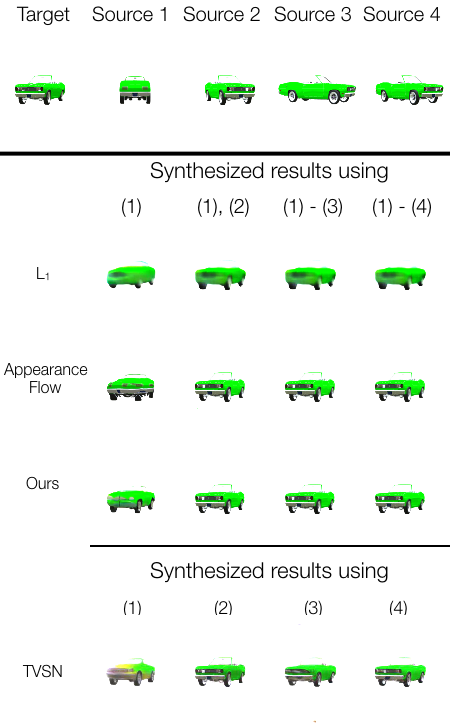 Target Source 1 Source 2 Source 3 Source 4
Synthesized results using
(1) (1), (2) (1) - (3) (1) - (4)
L₁
Appearance
Flow
Ours
Synthesized results using
(1) (2) (3) (4)
TVSN